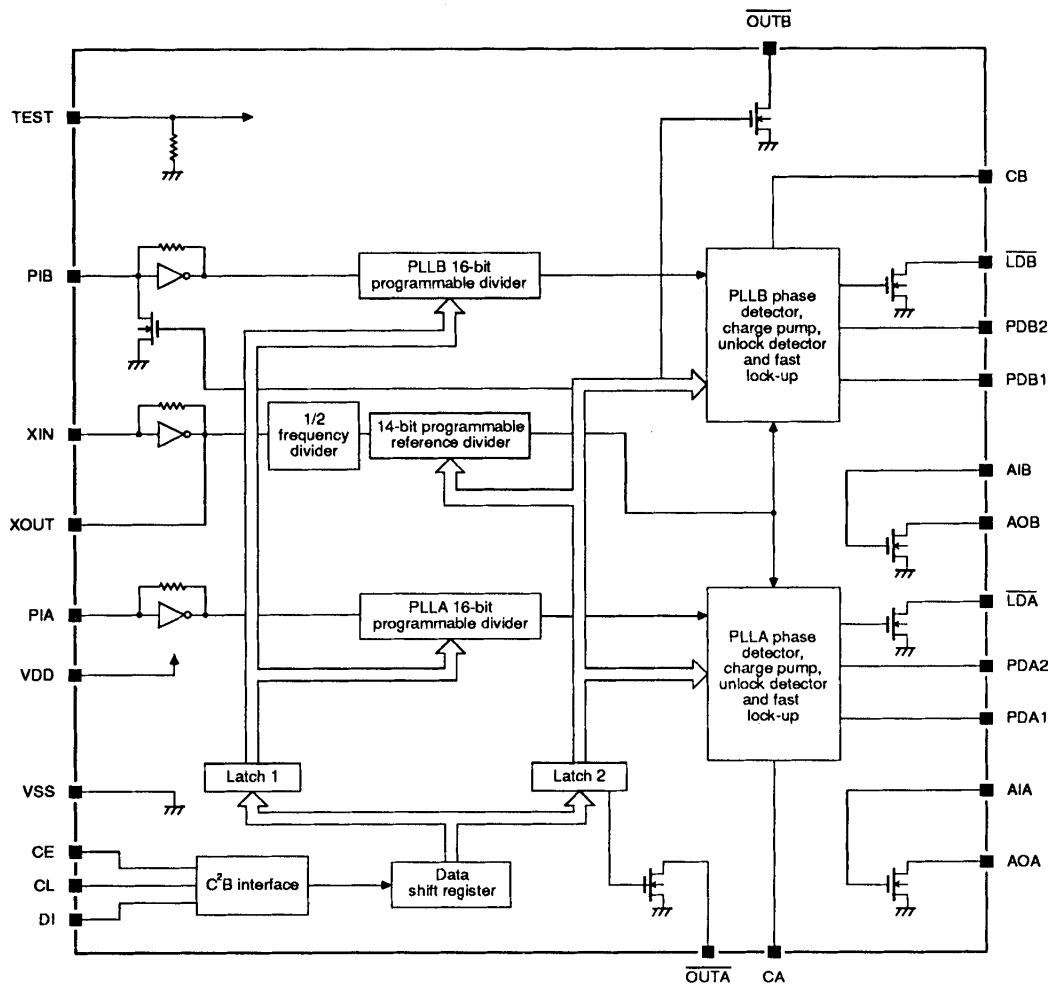 OUTB
TEST
CB
PIB
PLLB 16-bit
programmable divider
PLLB phase
detector,
charge pump,
unlock detector
and fast
lock-up
LDB
PDB2
PDB1
XIN
1/2
frequency
divider
14-bit programmable
reference divider
AIB
XOUT
AOB
PIA
PLLA 16-bit
programmable divider
PLLA phase
detector,
charge pump,
unlock detector
and fast
lock-up
LDA
VDD
PDA2
PDA1
Latch 1
Latch 2
VSS
AIA
CE
CL
DI
C²B interface
Data
shift register
AOA
OUTA
CA